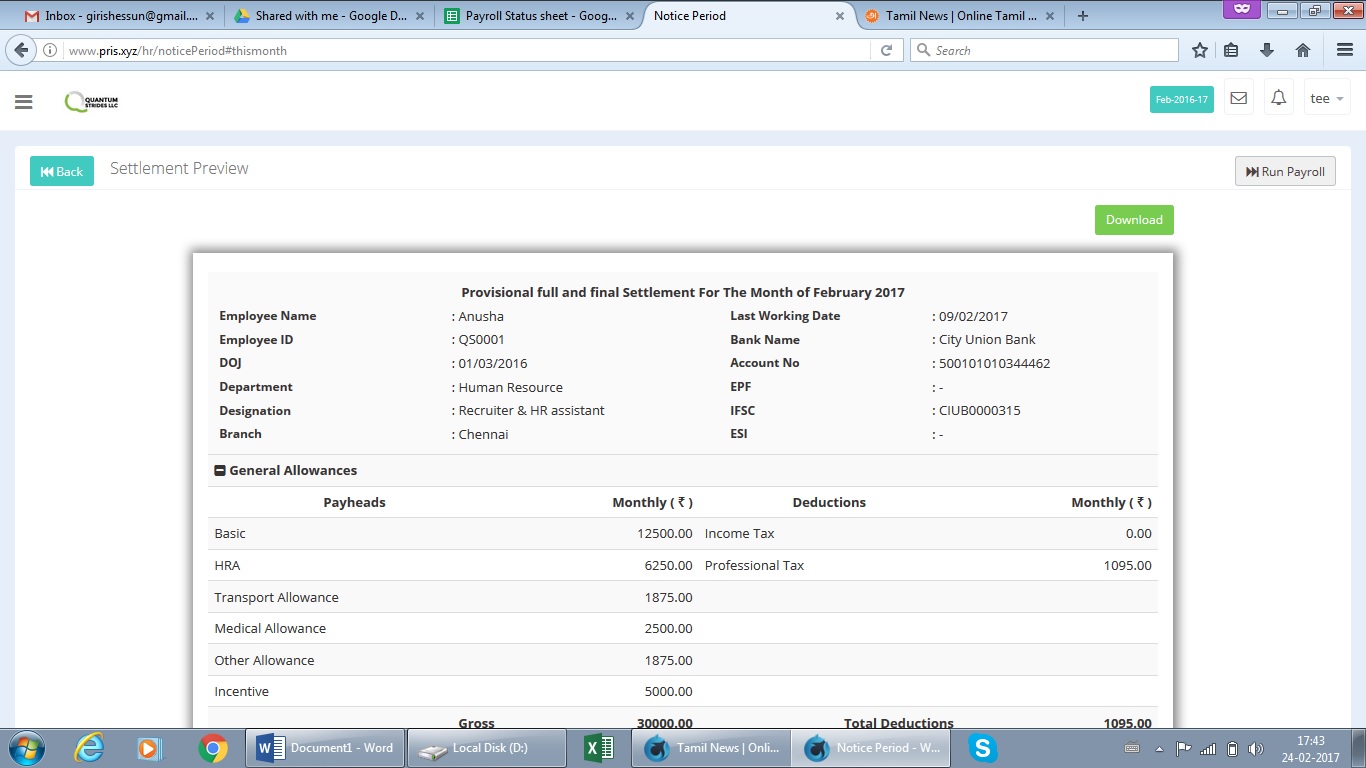 Inbox - girishessun@gmail....
Shared with me - Google D...
Payroll Status sheet - Goog...
Notice Period
Tamil News | Online Tamil ...
www.pris.xyz/hr/noticePeriod#thismonth
Search
QUANTUM
STRIDES LLC
Feb-2016-17
tee
Back
Settlement Preview
Run Payroll
Download
Provisional full and final Settlement For The Month of February 2017
Employee Name : Anusha Last Working Date : 09/02/2017
Employee ID : QS0001 Bank Name : City Union Bank
DOJ : 01/03/2016 Account No : 500101010344462
Department : Human Resource EPF : -
Designation : Recruiter & HR assistant IFSC : CIUB0000315
Branch : Chennai ESI : -
General Allowances
Payheads Monthly ( ₹ ) Deductions Monthly ( ₹ )
Basic 12500.00 Income Tax 0.00
HRA 6250.00 Professional Tax 1095.00
Transport Allowance 1875.00
Medical Allowance 2500.00
Other Allowance 1875.00
Incentive 5000.00
Gross 30000.00 Total Deductions 1095.00
Document1 - Word
Local Disk (D:)
Tamil News | Onli...
Notice Period - W...
17:43
24-02-2017